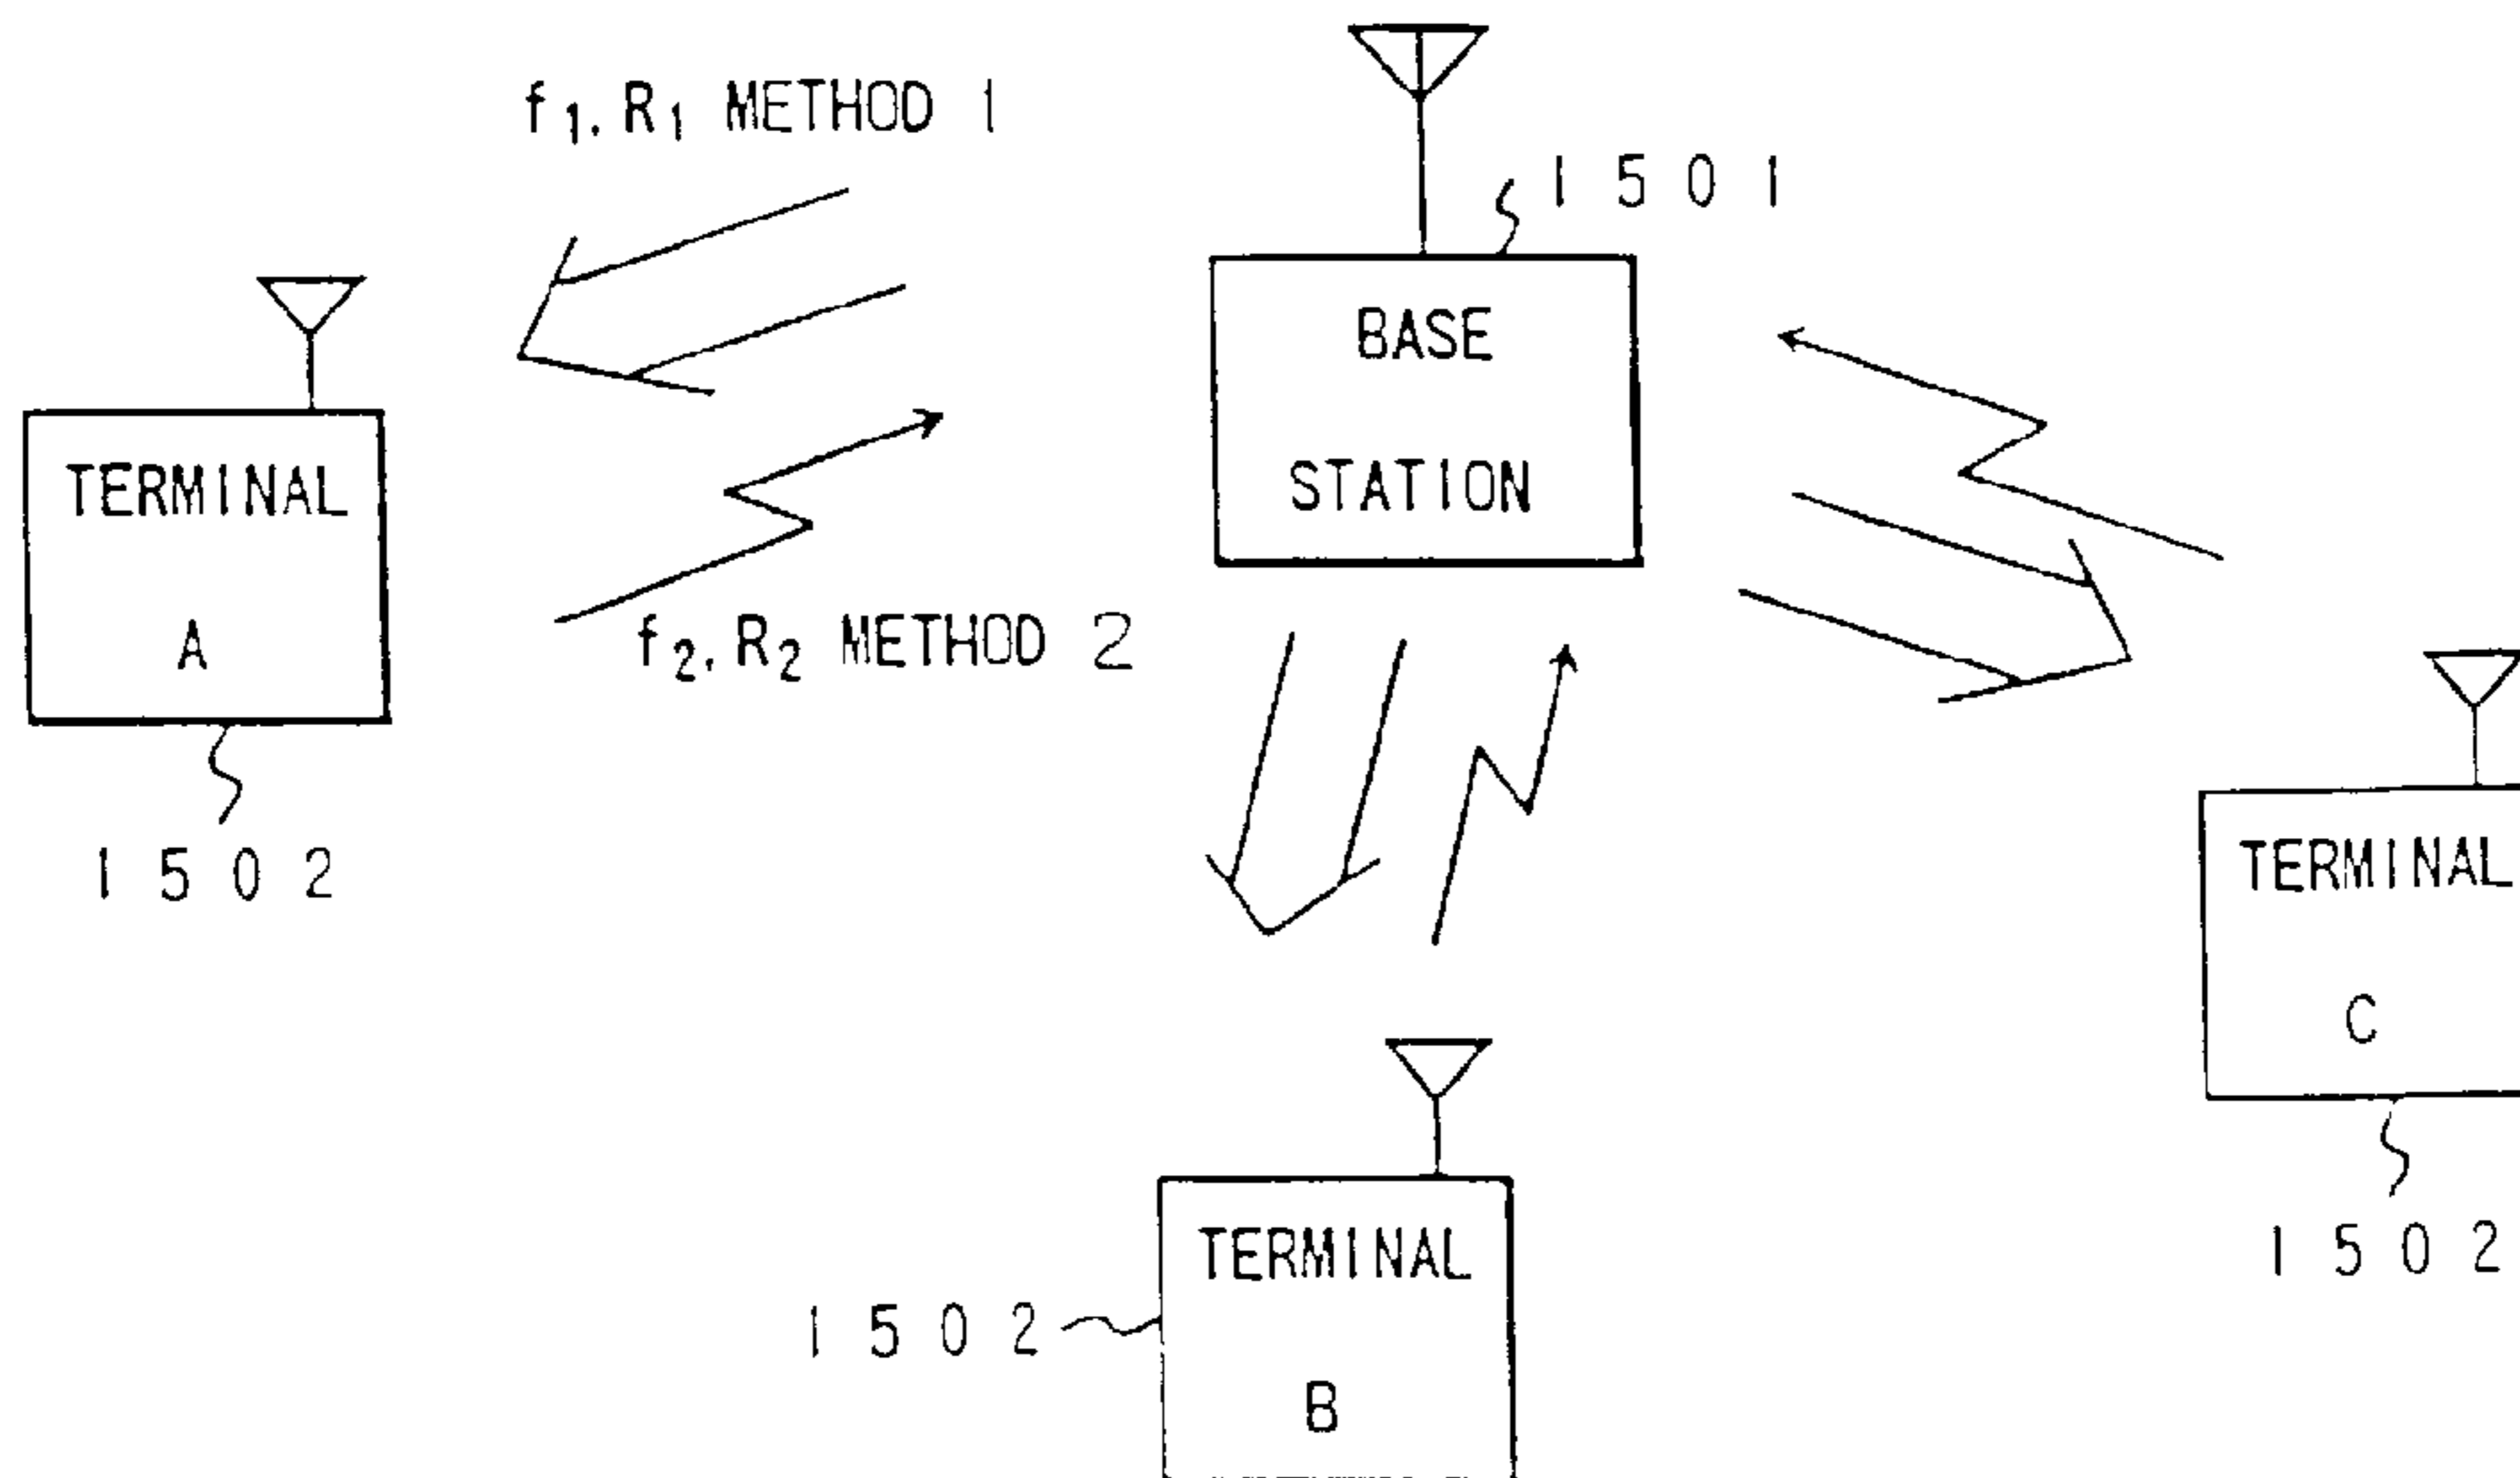 f1, R1 METHOD 1
1501
BASE
STATION
TERMINAL
A
f2, R2 METHOD 2
1502
TERMINAL
C
1502
TERMINAL
1502
B